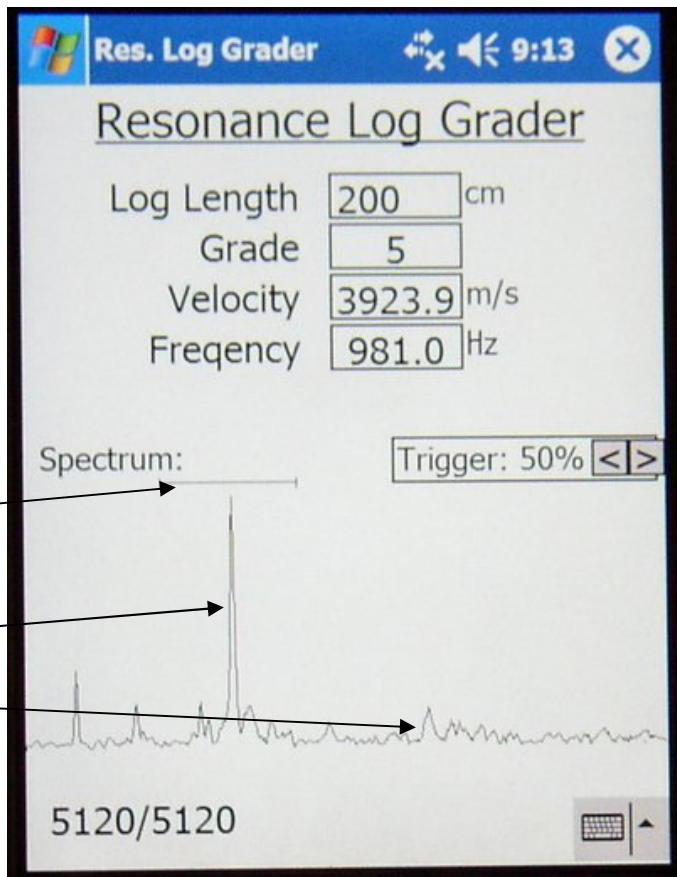 Res. Log Grader 9:13
Resonance Log Grader
Log Length 200 cm
Grade 5
Velocity 3923.9 m/s
Freqency 981.0 Hz
Spectrum: Trigger: 50% < >
5120/5120